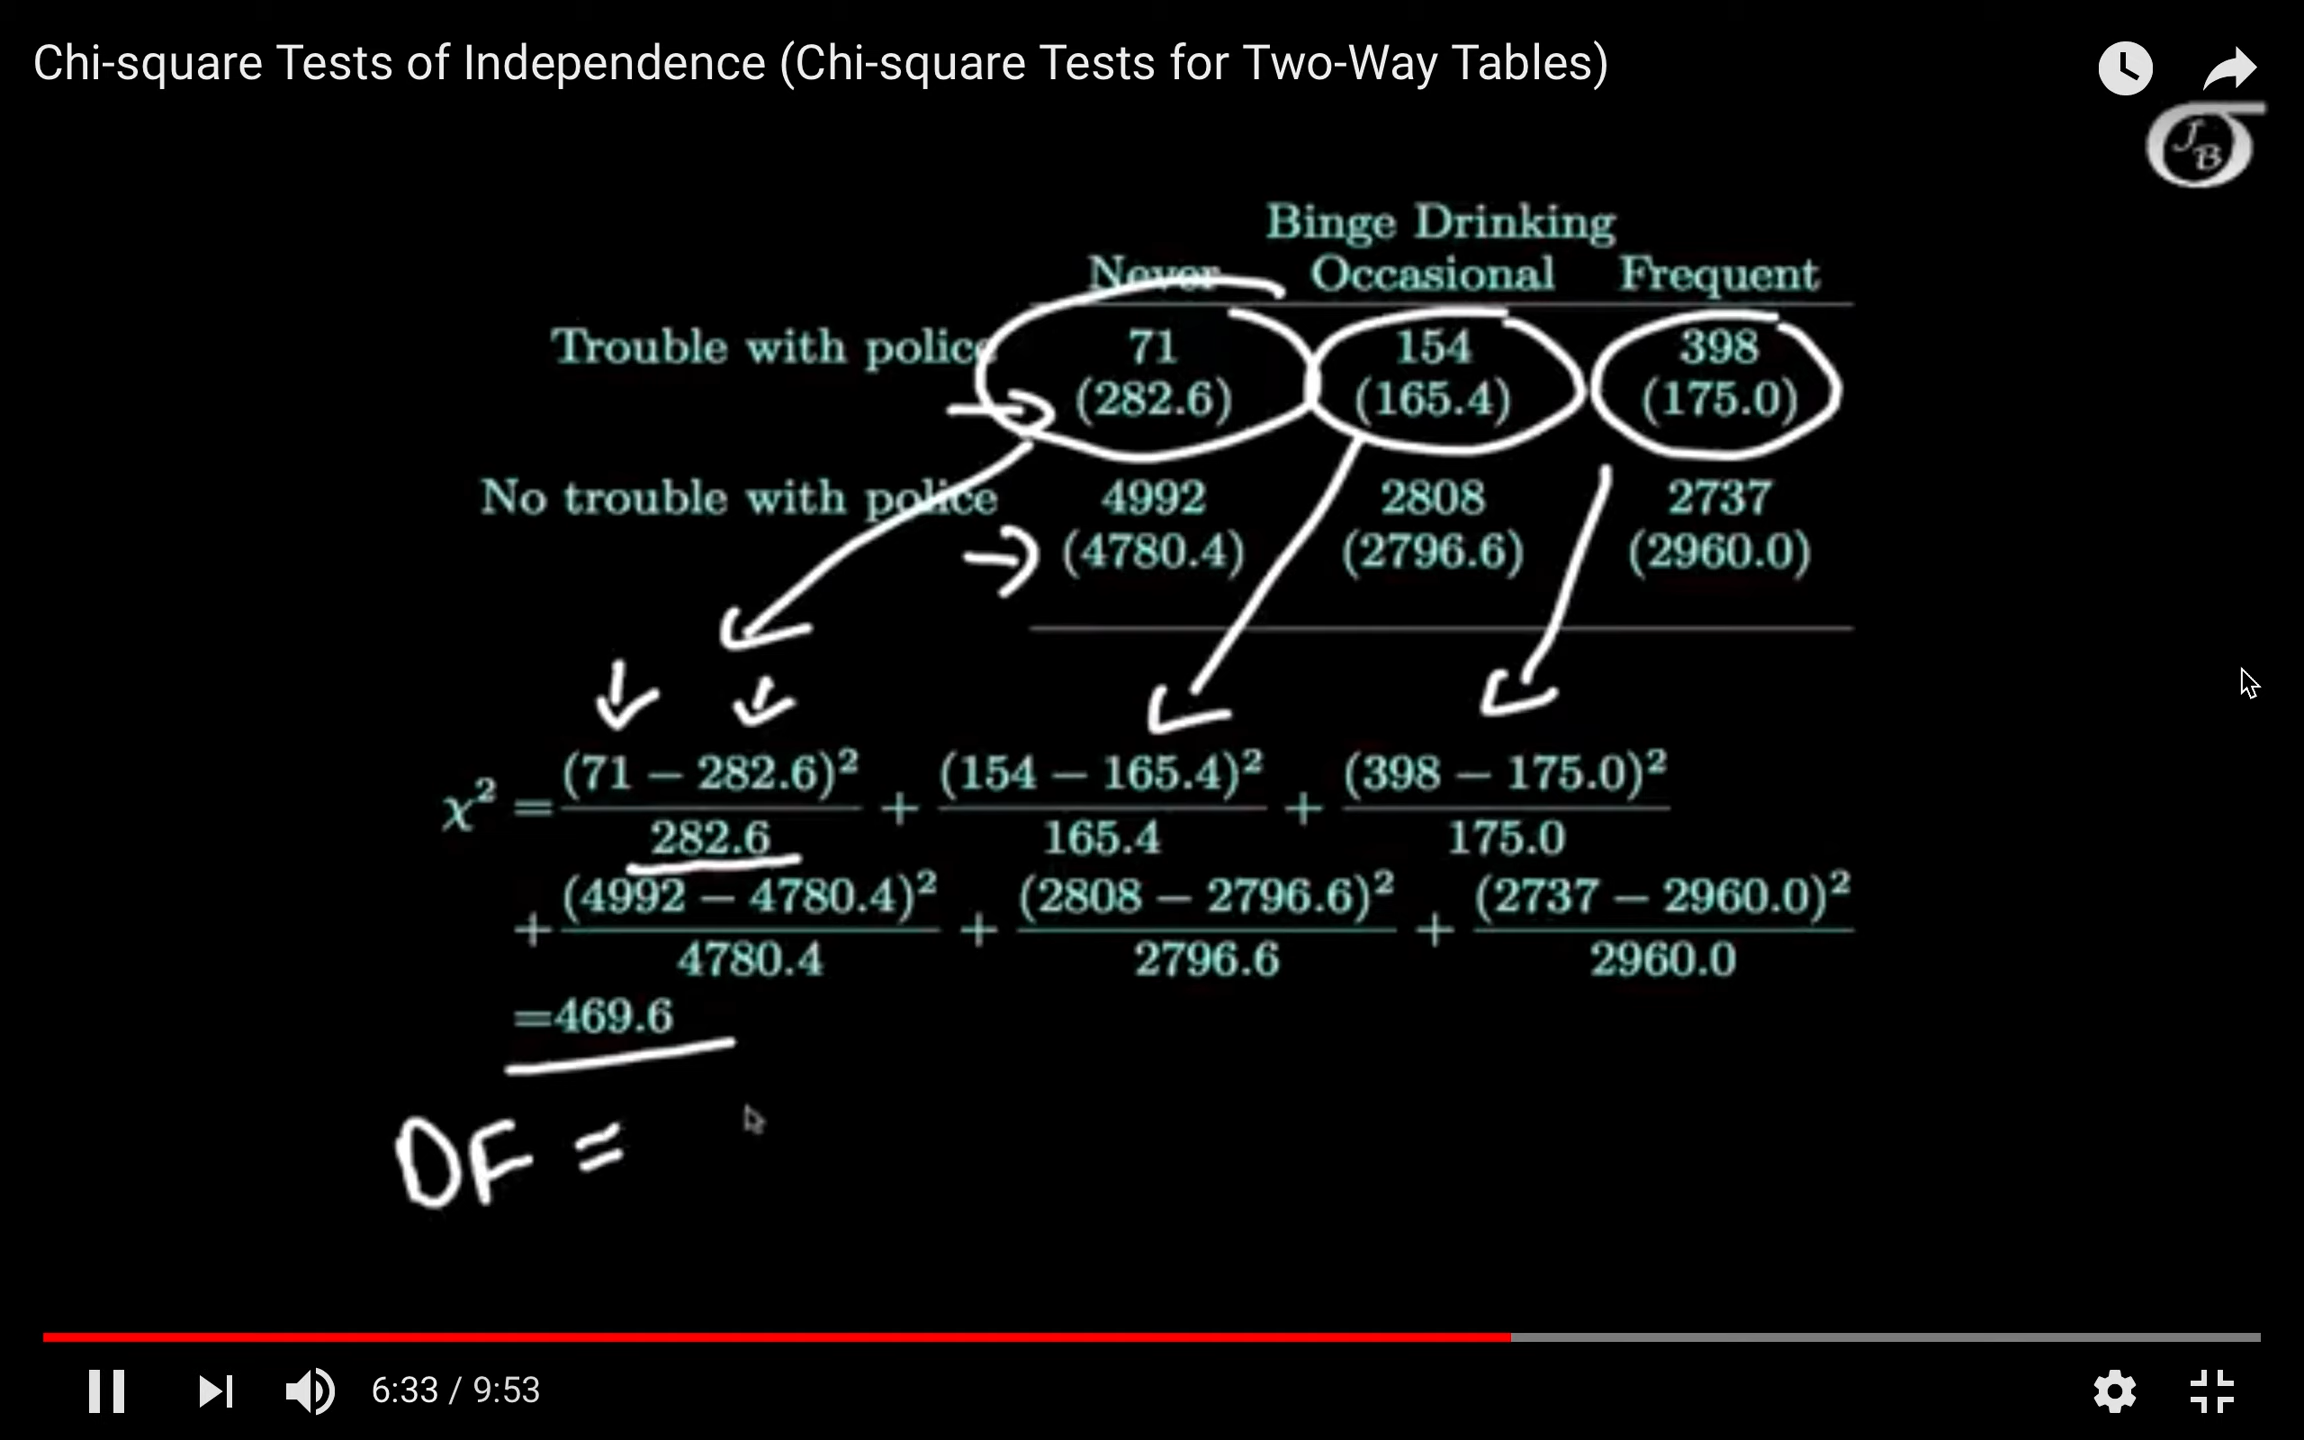 Chi-square Tests of Independence (Chi-square Tests for Two-Way Tables)
JB
Binge Drinking
Never Occasional Frequent
Trouble with police 71 154 398
(282.6) (165.4) (175.0)
No trouble with police 4992 2808 2737
(4780.4) (2796.6) (2960.0)
χ² = (71 − 282.6)²/282.6 + (154 − 165.4)²/165.4 + (398 − 175.0)²/175.0
+ (4992 − 4780.4)²/4780.4 + (2808 − 2796.6)²/2796.6 + (2737 − 2960.0)²/2960.0
=469.6
DF =
6:33 / 9:53